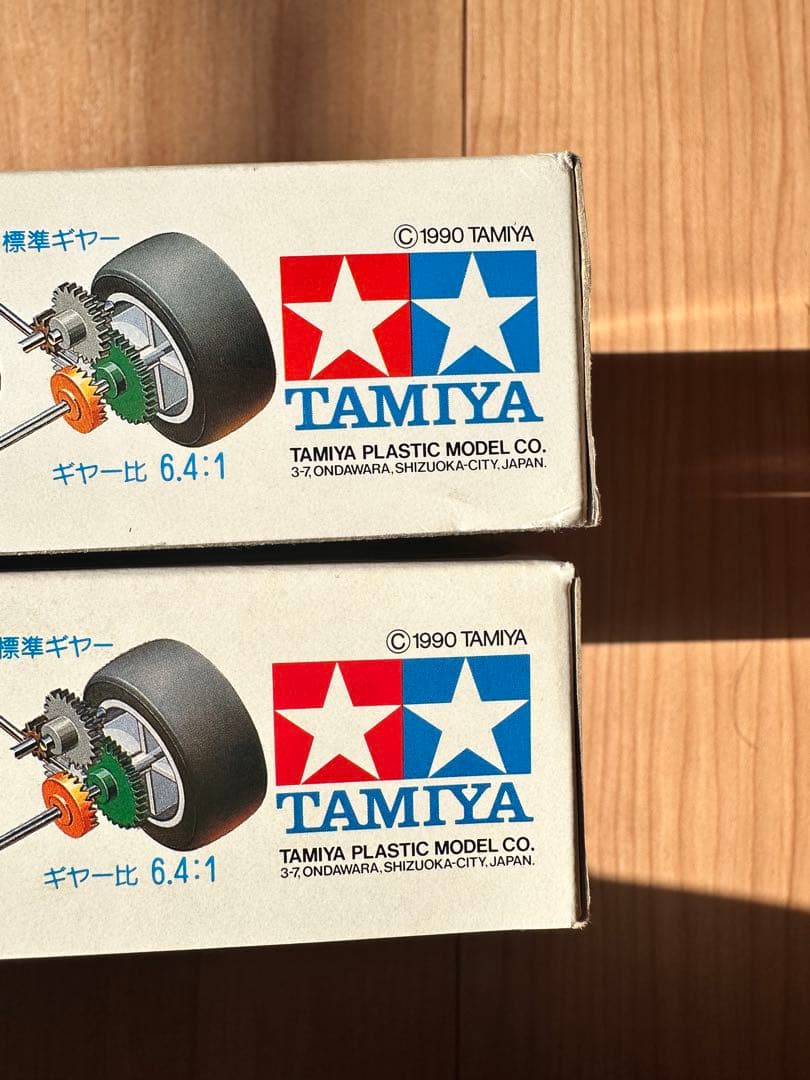 標準ギヤー
©1990 TAMIYA
TAMIYA
TAMIYA PLASTIC MODEL CO.
3-7, ONDAWARA, SHIZUOKA-CITY, JAPAN.
ギヤー比 6.4:1
標準ギヤー
©1990 TAMIYA
TAMIYA
TAMIYA PLASTIC MODEL CO.
3-7, ONDAWARA, SHIZUOKA-CITY, JAPAN.
ギヤー比 6.4:1